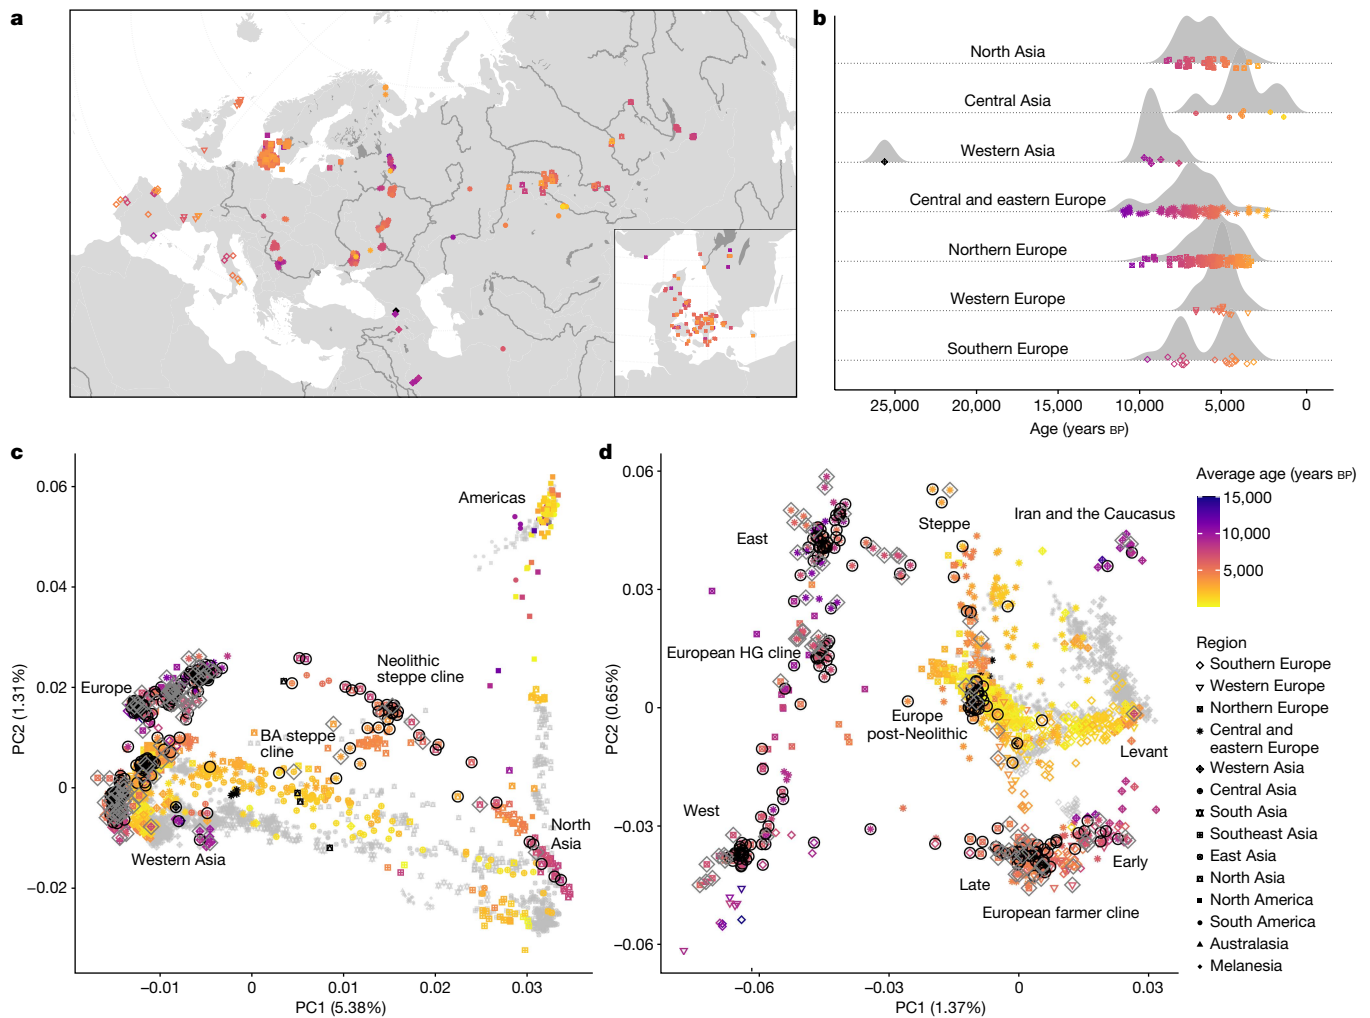 a
b
North Asia
Central Asia
Western Asia
Central and eastern Europe
Northern Europe
Western Europe
Southern Europe
25,000
20,000
15,000
10,000
5,000
0
Age (years BP)
c
0.06
0.04
0.02
0
−0.02
PC2 (1.31%)
Americas
Neolithic
steppe cline
Europe
BA steppe
cline
Western Asia
North
Asia
−0.01
0
0.01
0.02
0.03
PC1 (5.38%)
d
0.06
0.03
0
−0.03
−0.06
PC2 (0.65%)
East
Steppe
Iran and the Caucasus
European HG cline
Europe
post-Neolithic
Levant
West
Early
Late
European farmer cline
−0.06
−0.03
0
0.03
PC1 (1.37%)
Average age (years BP)
15,000
10,000
5,000
Region
Southern Europe
Western Europe
Northern Europe
Central and
eastern Europe
Western Asia
Central Asia
South Asia
Southeast Asia
East Asia
North Asia
North America
South America
Australasia
Melanesia